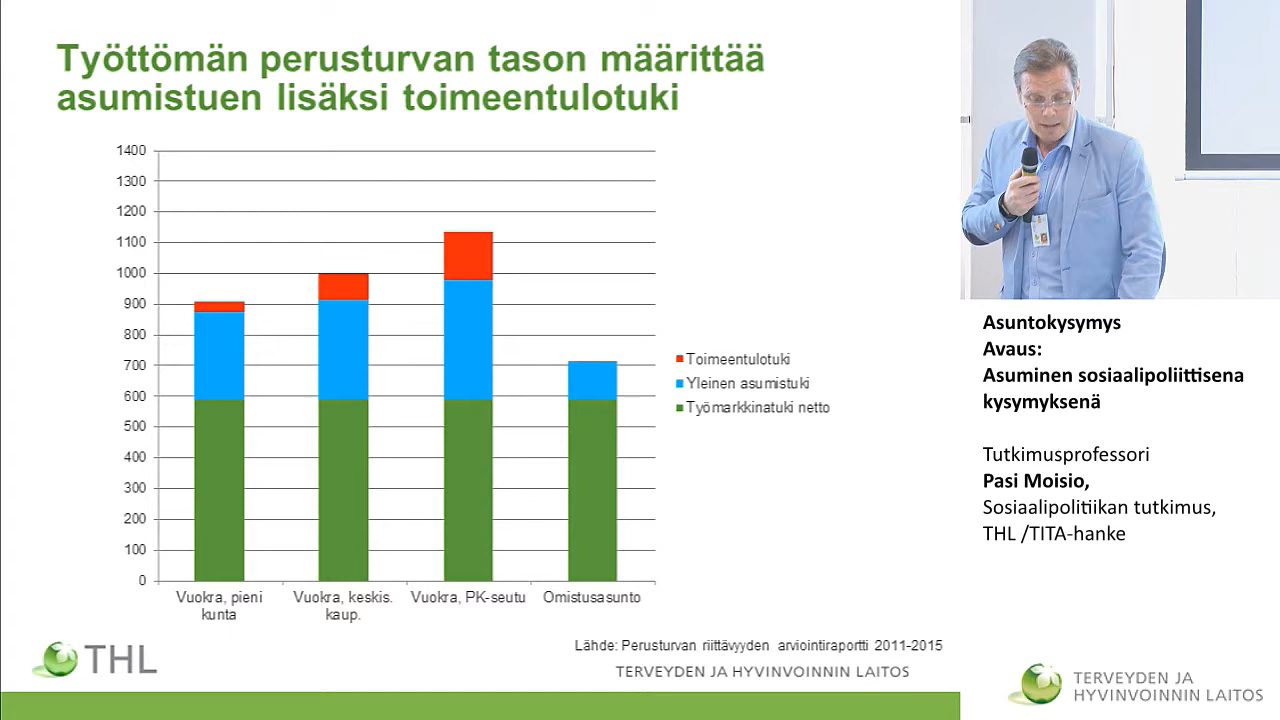 Työttömän perusturvan tason määrittää
asumistuen lisäksi toimeentulotuki
1400
1300
1200
1100
1000
900
800
700
600
500
400
300
200
100
0
Vuokra, pieni
kunta
Vuokra, keskis.
kaup.
Vuokra, PK-seutu
Omistusasunto
Toimeentulotuki
Yleinen asumistuki
Työmarkkinatuki netto
Lähde: Perusturvan riittävyyden arviointiraportti 2011-2015
THL
TERVEYDEN JA HYVINVOINNIN LAITOS
Asuntokysymys
Avaus:
Asuminen sosiaalipoliittisena
kysymyksenä
Tutkimusprofessori
Pasi Moisio,
Sosiaalipolitiikan tutkimus,
THL /TITA-hanke
TERVEYDEN JA
HYVINVOINNIN LAITOS